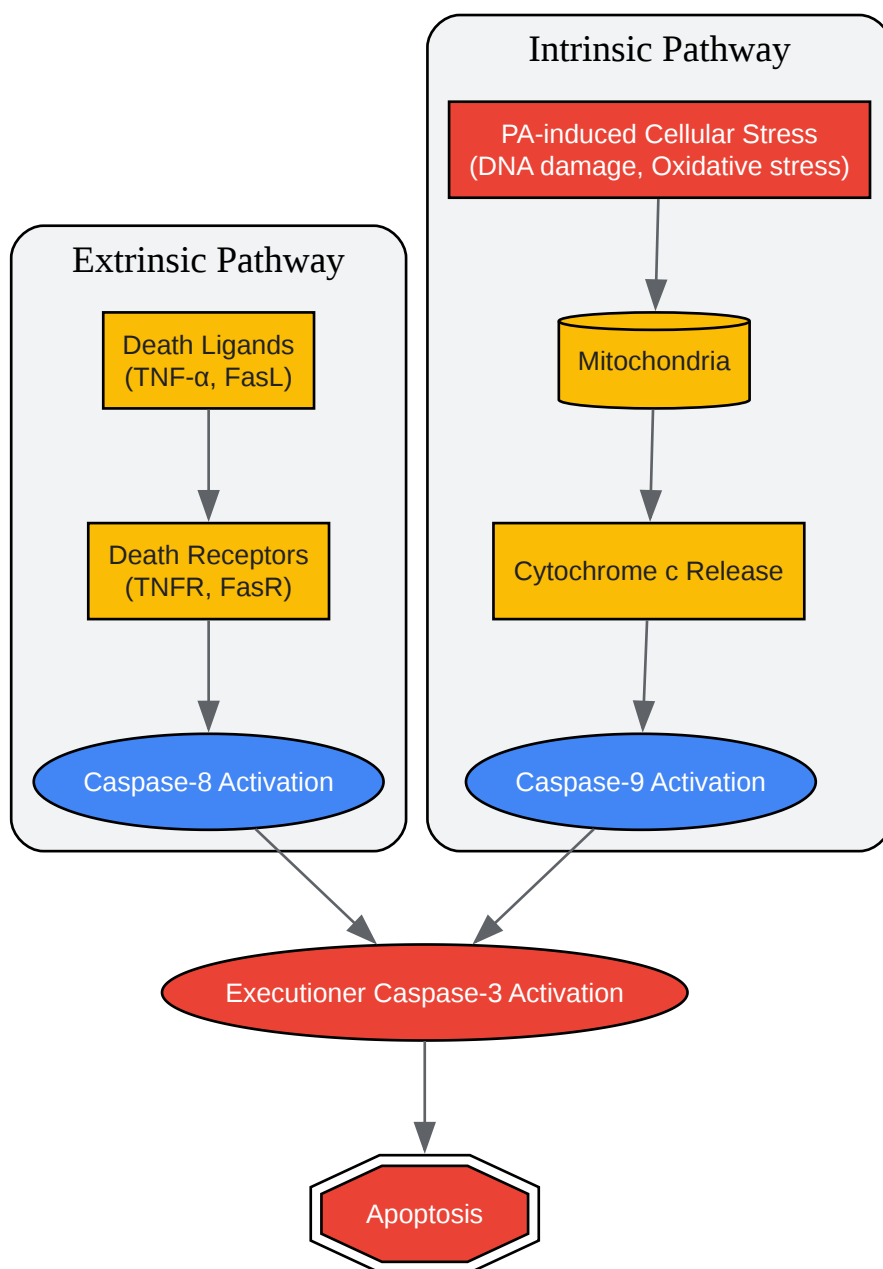 Extrinsic Pathway
Death Ligands
(TNF-α, FasL)
Death Receptors
(TNFR, FasR)
Caspase-8 Activation
Intrinsic Pathway
PA-induced Cellular Stress
(DNA damage, Oxidative stress)
Mitochondria
Cytochrome c Release
Caspase-9 Activation
Executioner Caspase-3 Activation
Apoptosis